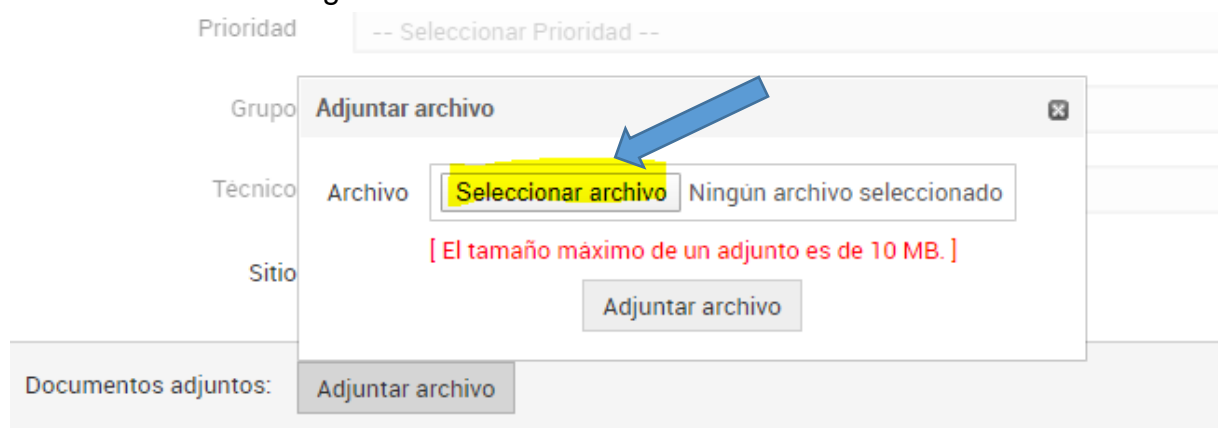 Prioridad -- Seleccionar Prioridad --
Grupo Adjuntar archivo
Técnico Archivo Seleccionar archivo Ningún archivo seleccionado
[ El tamaño máximo de un adjunto es de 10 MB. ]
Sitio
Adjuntar archivo
Documentos adjuntos: Adjuntar archivo